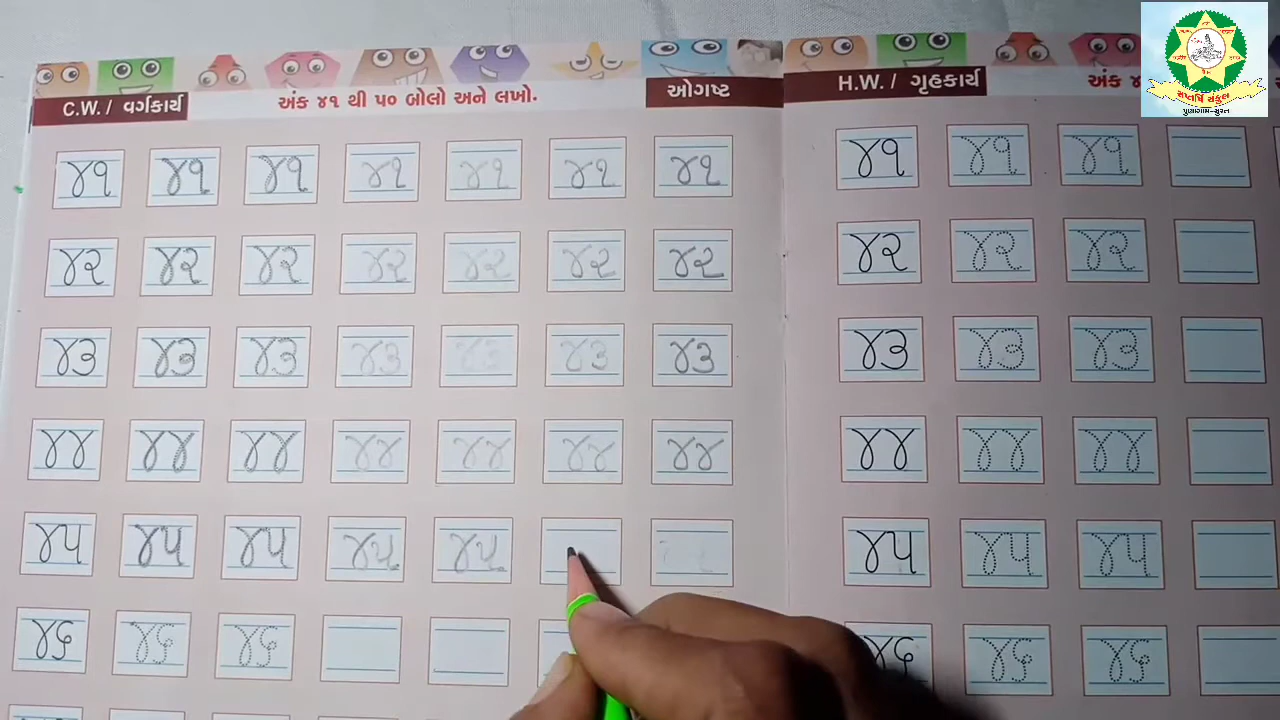 C.W. / વર્ગકાર્ય અંક ૪૧ થી ૫૦ બોલો અને લખો. ઓગષ્ટ
૪૧ ૪૧ ૪૧ ૪૧ ૪૧ ૪૧ ૪૧
૪૨ ૪૨ ૪૨ ૪૨ ૪૨ ૪૨ ૪૨
૪૩ ૪૩ ૪૩ ૪૩ ૪૩ ૪૩ ૪૩
૪૪ ૪૪ ૪૪ ૪૪ ૪૪ ૪૪ ૪૪
૪૫ ૪૫ ૪૫ ૪૫ ૪૫
૪૬ ૪૬ ૪૬
H.W. / ગૃહકાર્ય અંક ૪
૪૧ ૪૧ ૪૧
૪૨ ૪૨ ૪૨
૪૩ ૪૩ ૪૩
૪૪ ૪૪ ૪૪
૪૫ ૪૫ ૪૫
૪૬ ૪૬ ૪૬
સપ્તર્ષિ સંકુલ
પુણાગામ-સુરત